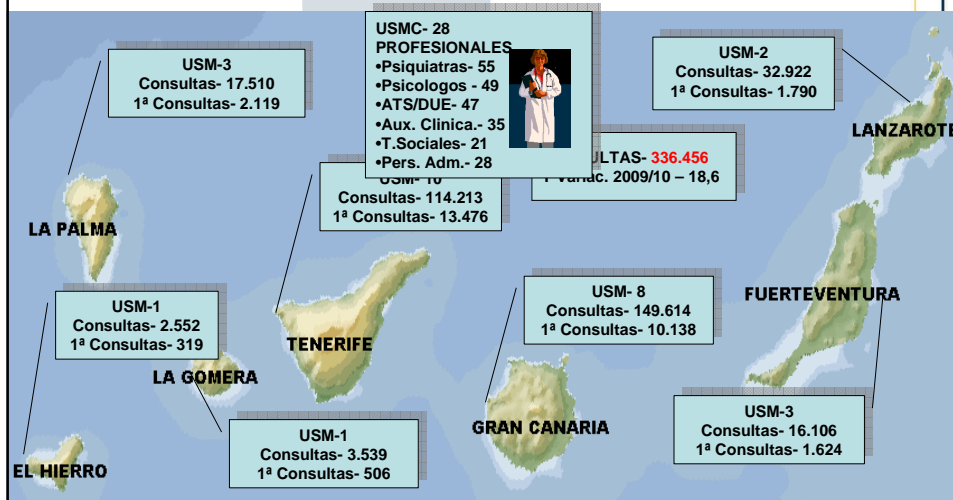 USMC- 28
PROFESIONALES
•Psiquiatras- 55
•Psicologos - 49
•ATS/DUE- 47
•Aux. Clinica.- 35
•T.Sociales- 21
•Pers. Adm.- 28
USM-3
Consultas- 17.510
1ª Consultas- 2.119
USM-2
Consultas- 32.922
1ª Consultas- 1.790
LANZAROTE
ULTAS- 336.456
Variac. 2009/10 – 18,6
USM- 10
Consultas- 114.213
1ª Consultas- 13.476
LA PALMA
USM-1
Consultas- 2.552
1ª Consultas- 319
USM- 8
Consultas- 149.614
1ª Consultas- 10.138
FUERTEVENTURA
TENERIFE
LA GOMERA
USM-3
Consultas- 16.106
1ª Consultas- 1.624
GRAN CANARIA
USM-1
Consultas- 3.539
1ª Consultas- 506
EL HIERRO